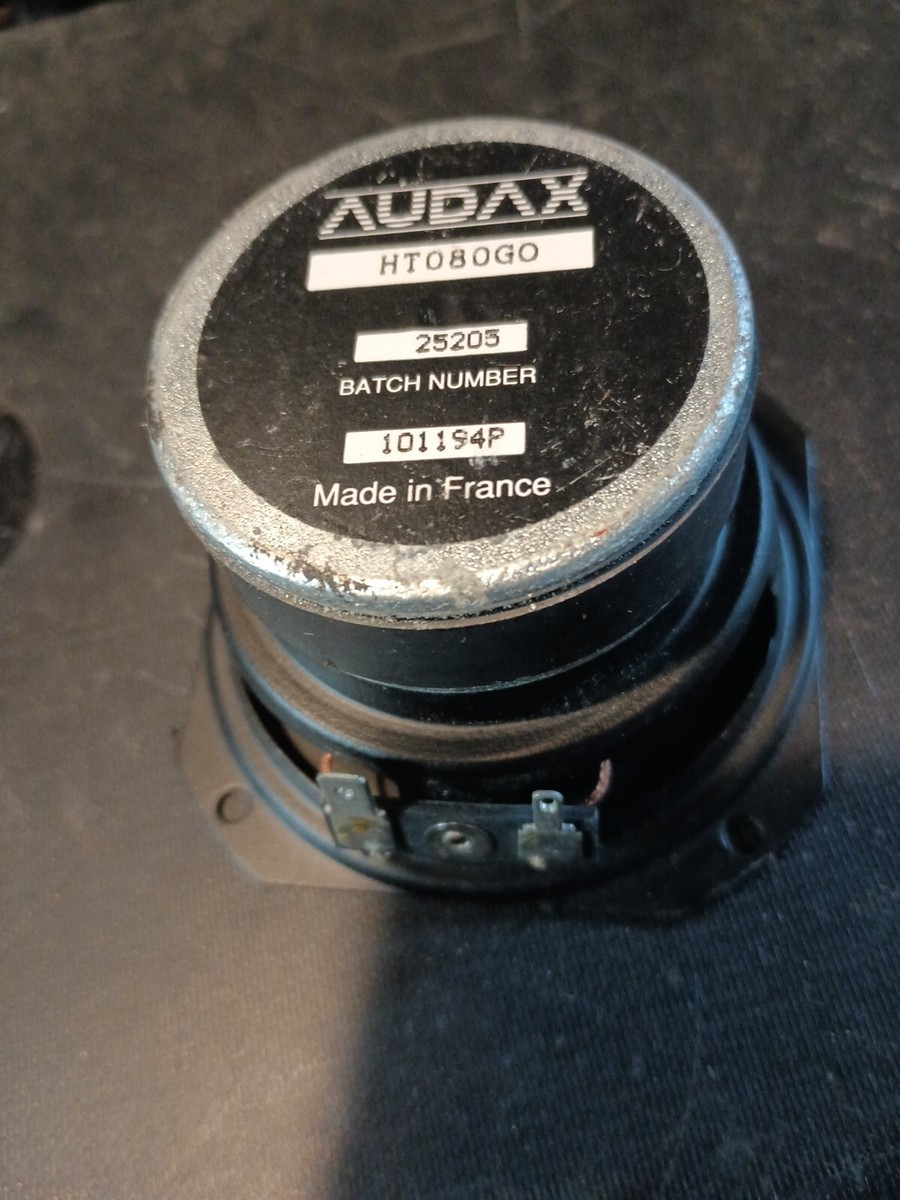 AUDAX
HT080GO
25205
BATCH NUMBER
101194P
Made in France